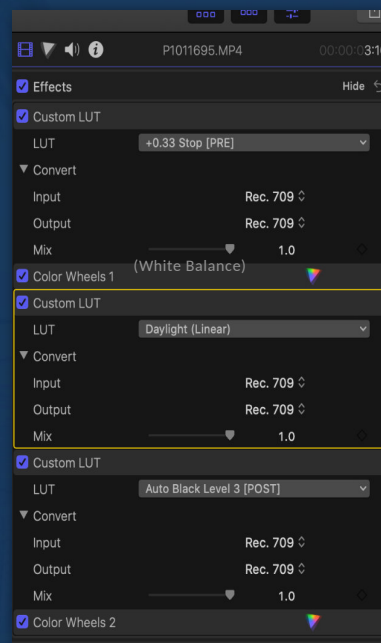 P1011695.MP4 00:00:03:1
Effects Hide
Custom LUT
LUT +0.33 Stop [PRE]
Convert
Input Rec. 709
Output Rec. 709
Mix 1.0
(White Balance)
Color Wheels 1
Custom LUT
LUT Daylight (Linear)
Convert
Input Rec. 709
Output Rec. 709
Mix 1.0
Custom LUT
LUT Auto Black Level 3 [POST]
Convert
Input Rec. 709
Output Rec. 709
Mix 1.0
Color Wheels 2